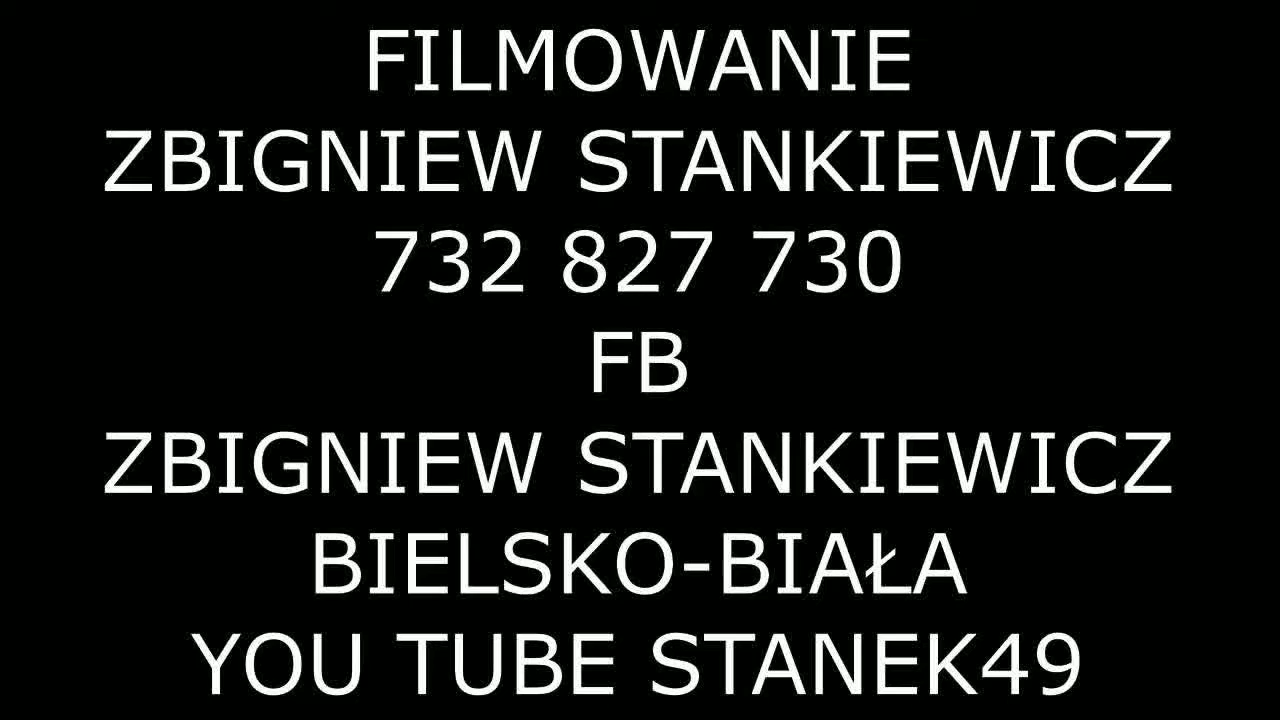 FILMOWANIE
ZBIGNIEW STANKIEWICZ
732 827 730
FB
ZBIGNIEW STANKIEWICZ
BIELSKO-BIAŁA
YOU TUBE STANEK49